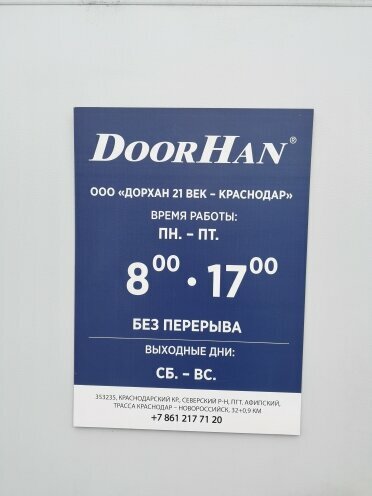 DOORHAN®
ООО «ДОРХАН 21 ВЕК – КРАСНОДАР»
ВРЕМЯ РАБОТЫ:
ПН. – ПТ.
8⁰⁰ • 17⁰⁰
БЕЗ ПЕРЕРЫВА
ВЫХОДНЫЕ ДНИ:
СБ. – ВС.
353235, КРАСНОДАРСКИЙ КР., СЕВЕРСКИЙ Р-Н, ПГТ. АФИПСКИЙ,
ТРАССА КРАСНОДАР – НОВОРОССИЙСК, 32+0,9 КМ
+7 861 217 71 20